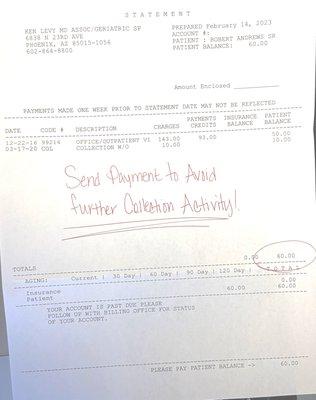 STATEMENT
KEN LEVY MD ASSOC/GERIATRIC SP
6838 N 23RD AVE
PHOENIX, AZ 85015-1056
602-864-8800
PREPARED February 14, 2023
ACCOUNT #:
PATIENT : ROBERT ANDREWS SR
PATIENT BALANCE: 60.00
Amount Enclosed
PAYMENTS MADE ONE WEEK PRIOR TO STATEMENT DATE MAY NOT BE REFLECTED
PAYMENTS INSURANCE PATIENT
DATE CODE # DESCRIPTION CHARGES CREDITS BALANCE BALANCE
12-22-16 99214 OFFICE/OUTPATIENT VI 143.00 93.00 50.00
03-17-20 COL COLLECTION W/O 10.00 10.00
Send Payment to Avoid
further Collection Activity!
TOTALS 0.00 60.00
AGING: Current | 30 Day | 60 Day | 90 Day | 120 Day | TOTAL
Insurance
Patient 60.00 60.00
YOUR ACCOUNT IS PAST DUE PLEASE
FOLLOW UP WITH BILLING OFFICE FOR STATUS
OF YOUR ACCOUNT.
PLEASE PAY PATIENT BALANCE -> 60.00